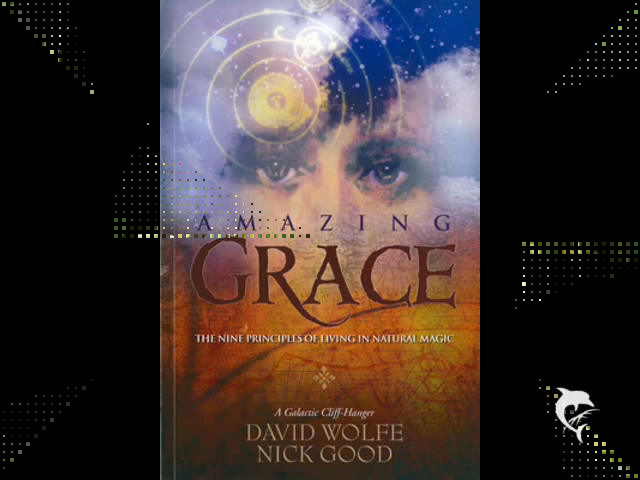 AMAZING
GRACE
THE NINE PRINCIPLES OF LIVING IN NATURAL MAGIC
A Galactic Cliff-Hanger
DAVID WOLFE
NICK GOOD